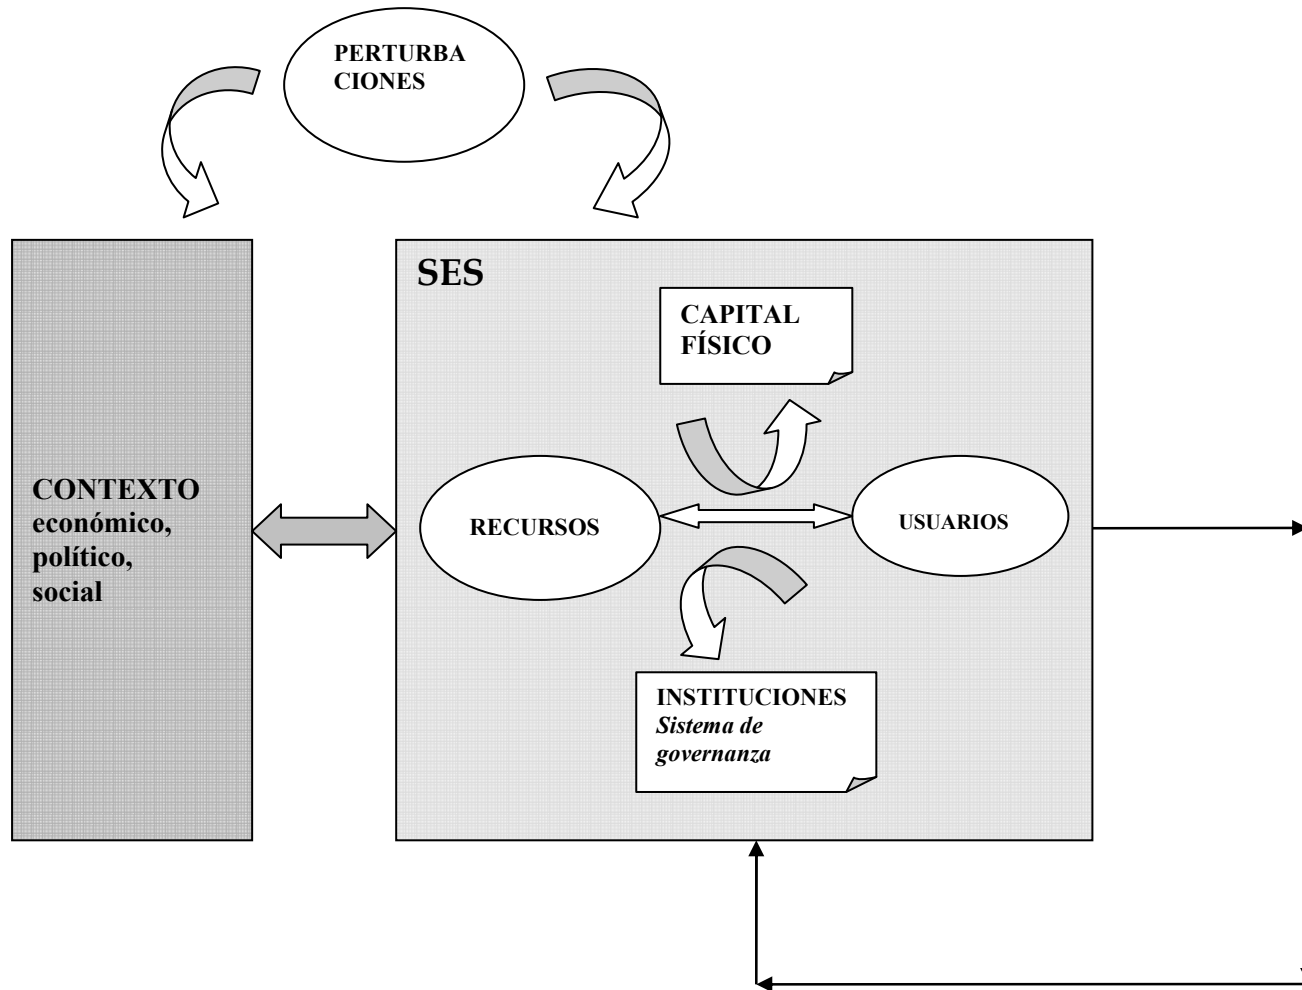 PERTURBA
CIONES
SES
CAPITAL
FÍSICO
CONTEXTO
económico,
político,
social
RECURSOS
USUARIOS
INSTITUCIONES
Sistema de
governanza